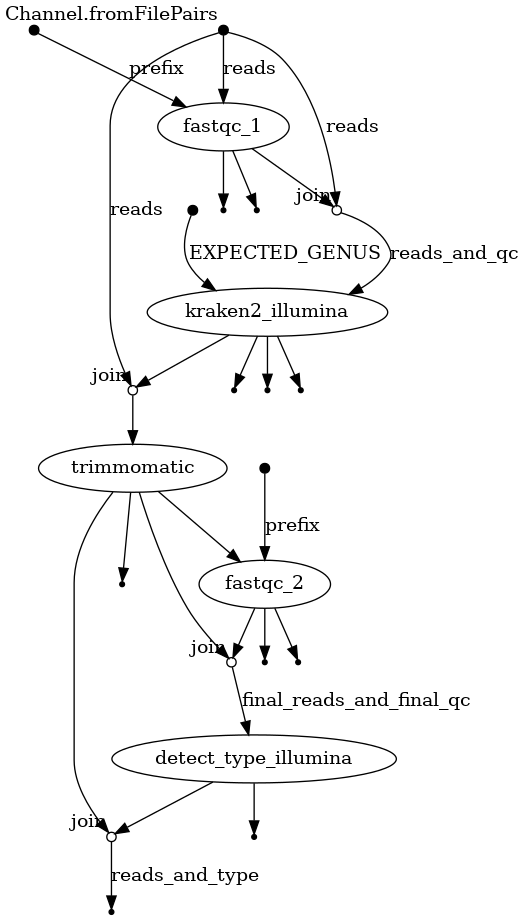 Channel.fromFilePairs
prefix
reads
fastqc_1
reads
join
reads
EXPECTED_GENUS
reads_and_qc
kraken2_illumina
join
trimmomatic
prefix
fastqc_2
join
final_reads_and_final_qc
detect_type_illumina
join
reads_and_type